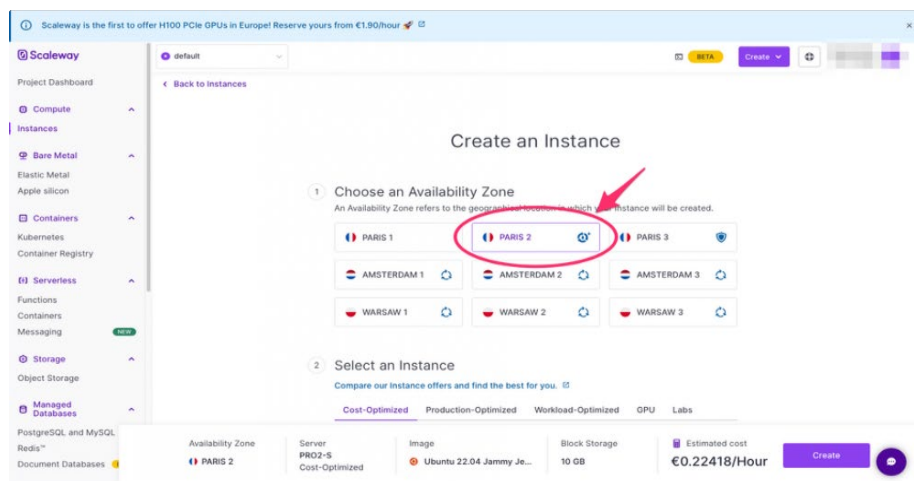 Scaleway is the first to offer H100 PCIe GPUs in Europe! Reserve yours from €1.90/hour 🚀
Scaleway
default
BETA
Create
Project Dashboard
Back to Instances
Compute
Instances
Bare Metal
Elastic Metal
Apple silicon
Containers
Kubernetes
Container Registry
Serverless
Functions
Containers
Messaging NEW
Storage
Object Storage
Managed
Databases
PostgreSQL and MySQL
Redis™
Document Databases
Create an Instance
1 Choose an Availability Zone
An Availability Zone refers to the geographical location in which your Instance will be created.
PARIS 1
PARIS 2
PARIS 3
AMSTERDAM 1
AMSTERDAM 2
AMSTERDAM 3
WARSAW 1
WARSAW 2
WARSAW 3
2 Select an Instance
Compare our Instance offers and find the best for you.
Cost-Optimized
Production-Optimized
Workload-Optimized
GPU
Labs
Availability Zone
PARIS 2
Server
PRO2-S
Cost-Optimized
Image
Ubuntu 22.04 Jammy Je...
Block Storage
10 GB
Estimated cost
€0.22418/Hour
Create